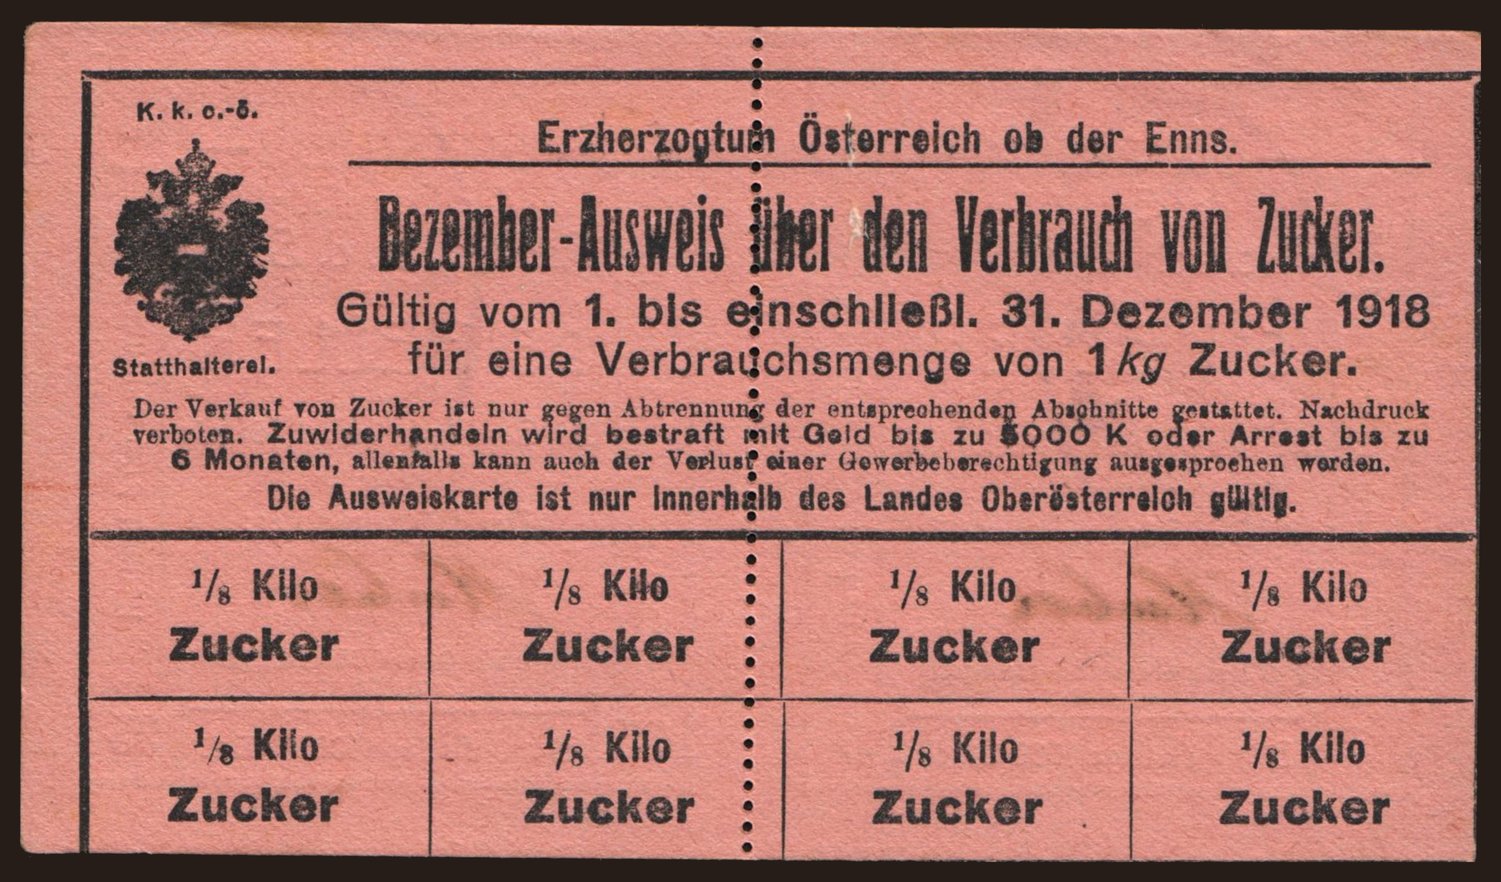 K. k. o.-ö.
Statthalterei.
Erzherzogtum Österreich ob der Enns.
Dezember-Ausweis über den Verbrauch von Zucker.
Gültig vom 1. bis einschließl. 31. Dezember 1918
für eine Verbrauchsmenge von 1 kg Zucker.
Der Verkauf von Zucker ist nur gegen Abtrennung der entsprechenden Abschnitte gestattet. Nachdruck
verboten. Zuwiderhandeln wird bestraft mit Geld bis zu 5000 K oder Arrest bis zu
6 Monaten, allenfalls kann auch der Verlust einer Gewerbeberechtigung ausgesprochen werden.
Die Ausweiskarte ist nur innerhalb des Landes Oberösterreich gültig.
1/8 Kilo 1/8 Kilo 1/8 Kilo 1/8 Kilo
Zucker Zucker Zucker Zucker
1/8 Kilo 1/8 Kilo 1/8 Kilo 1/8 Kilo
Zucker Zucker Zucker Zucker